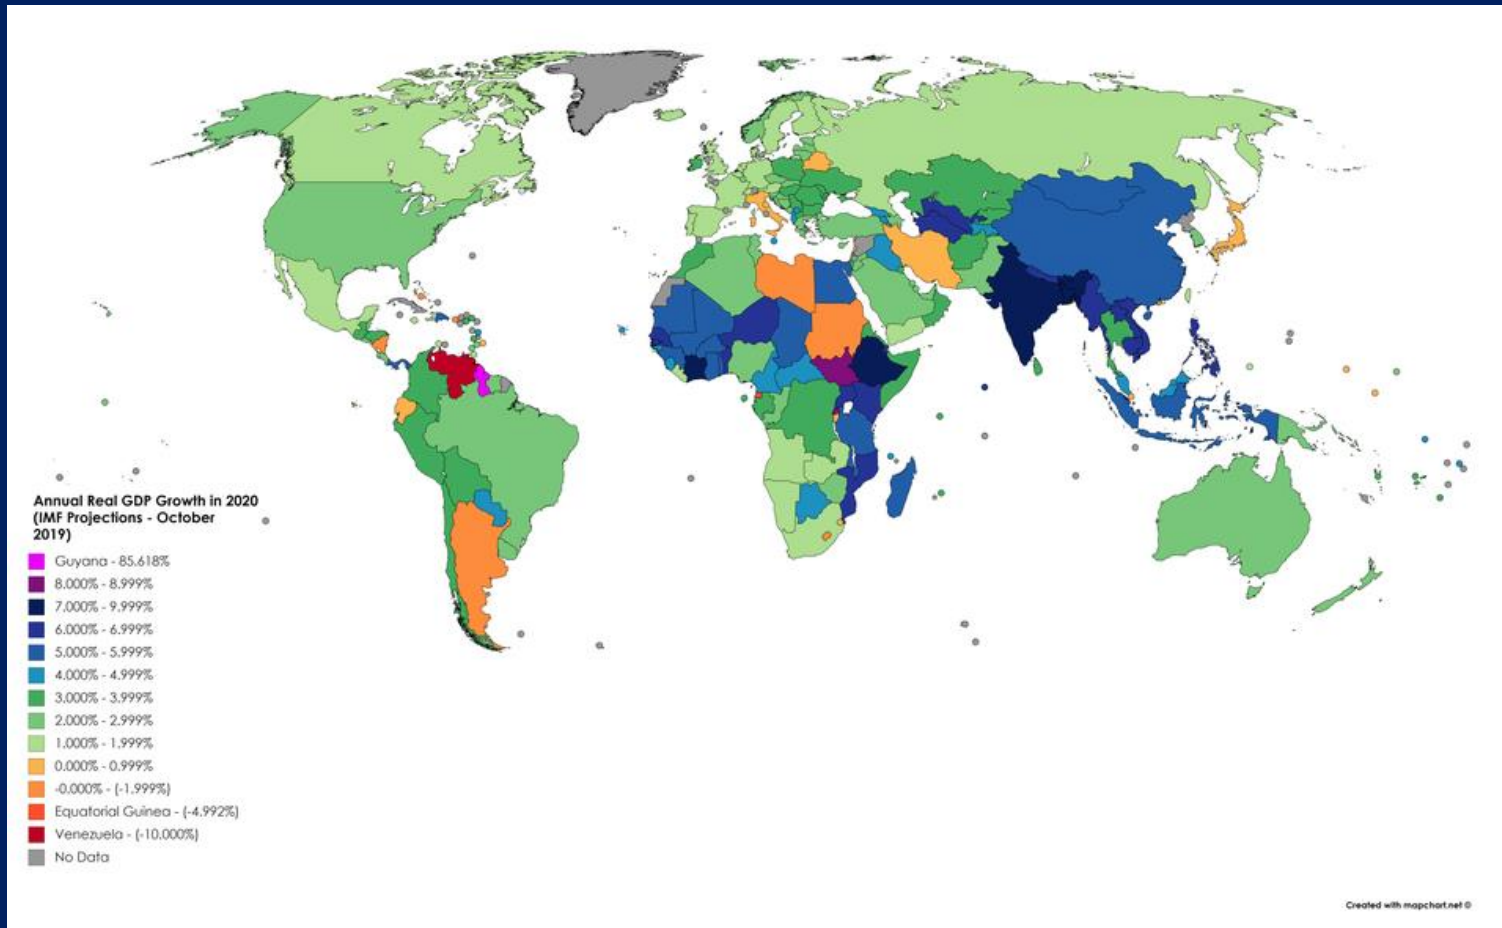 Annual Real GDP Growth in 2020
(IMF Projections - October
2019)
Guyana - 85.618%
8.000% - 8.999%
7.000% - 9.999%
6.000% - 6.999%
5.000% - 5.999%
4.000% - 4.999%
3.000% - 3.999%
2.000% - 2.999%
1.000% - 1.999%
0.000% - 0.999%
-0.000% - (-1.999%)
Equatorial Guinea - (-4.992%)
Venezuela - (-10.000%)
No Data
Created with mapchart.net ©